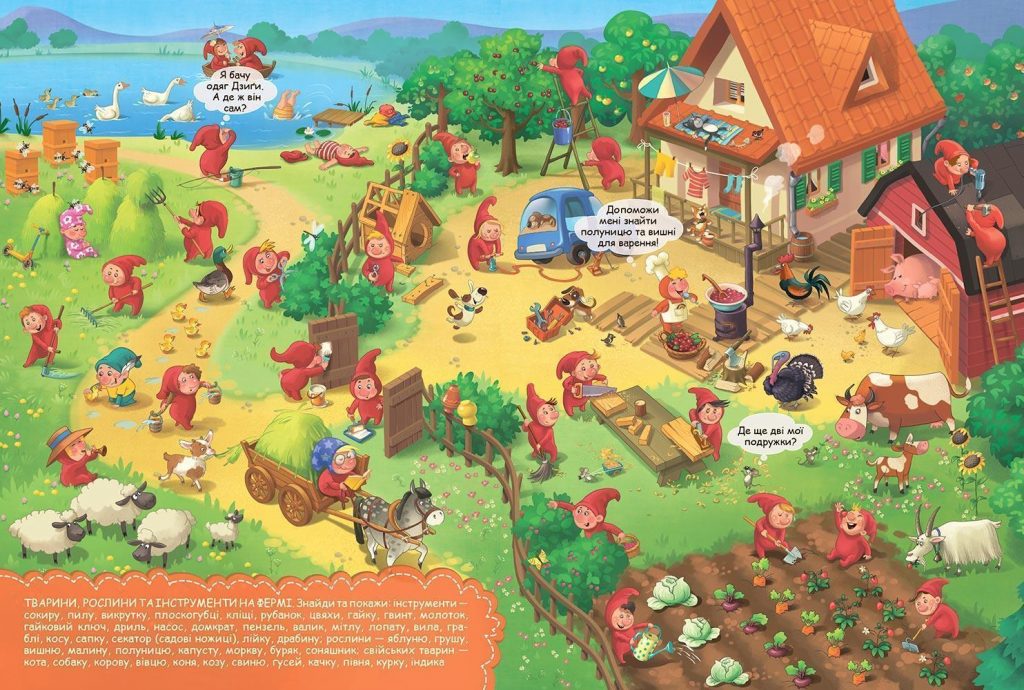 Я бачу
одяг Дзиґи.
А де ж він
сам?
Допоможи
мені знайти
полуницю та вишні
для варення!
Де ще дві мої
подружки?
ТВАРИНИ, РОСЛИНИ ТА ІНСТРУМЕНТИ НА ФЕРМІ. Знайди та покажи: інструменти —
сокиру, пилу, викрутку, плоскогубці, кліщі, рубанок, цвяхи, гайку, гвинт, молоток,
гайковий ключ, дриль, насос, домкрат, пензель, валик, мітлу, лопату, вила, гра-
блі, косу, сапку, секатор (садові ножиці), лійку, драбину; рослини — яблуню, грушу,
вишню, малину, полуницю, капусту, моркву, буряк, соняшник; свійських тварин —
кота, собаку, корову, вівцю, коня, козу, свиню, гусей, качку, півня, курку, індика